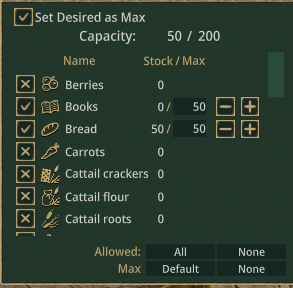 Set Desired as Max
Capacity: 50 / 200
Name Stock / Max
Berries 0
Books 0 / 50
Bread 50 / 50
Carrots 0
Cattail crackers 0
Cattail flour 0
Cattail roots 0
Allowed: All None
Max Default None